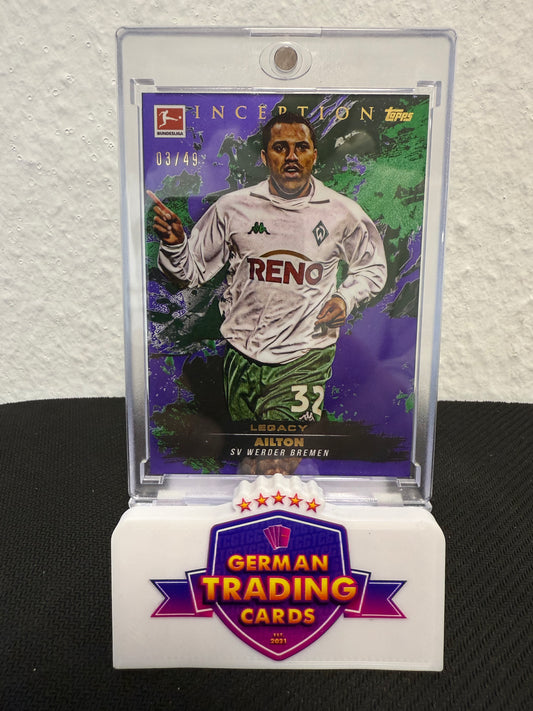 INCEPTION
topps
BUNDESLIGA
03/49
RENO
32
LEGACY
AILTON
SV WERDER BREMEN
GERMAN
TRADING
CARDS
EST.
2021